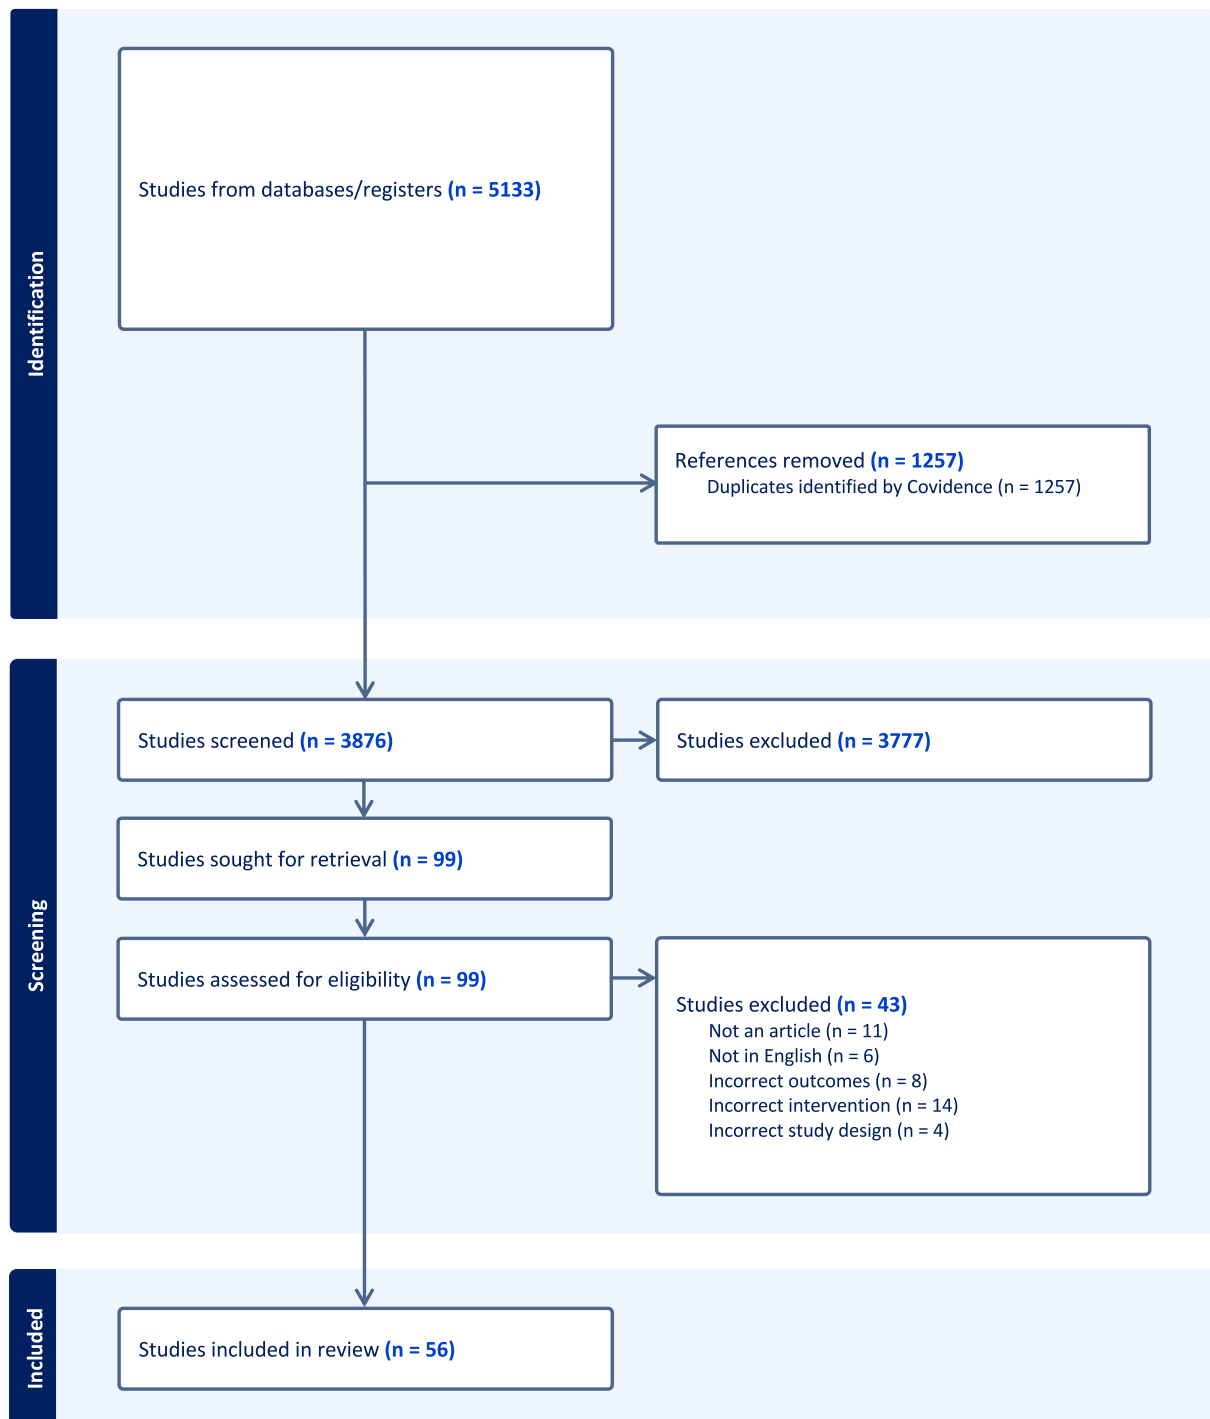 Identification
Studies from databases/registers (n = 5133)
References removed (n = 1257)
Duplicates identified by Covidence (n = 1257)
Screening
Studies screened (n = 3876)
Studies excluded (n = 3777)
Studies sought for retrieval (n = 99)
Studies assessed for eligibility (n = 99)
Studies excluded (n = 43)
Not an article (n = 11)
Not in English (n = 6)
Incorrect outcomes (n = 8)
Incorrect intervention (n = 14)
Incorrect study design (n = 4)
Included
Studies included in review (n = 56)